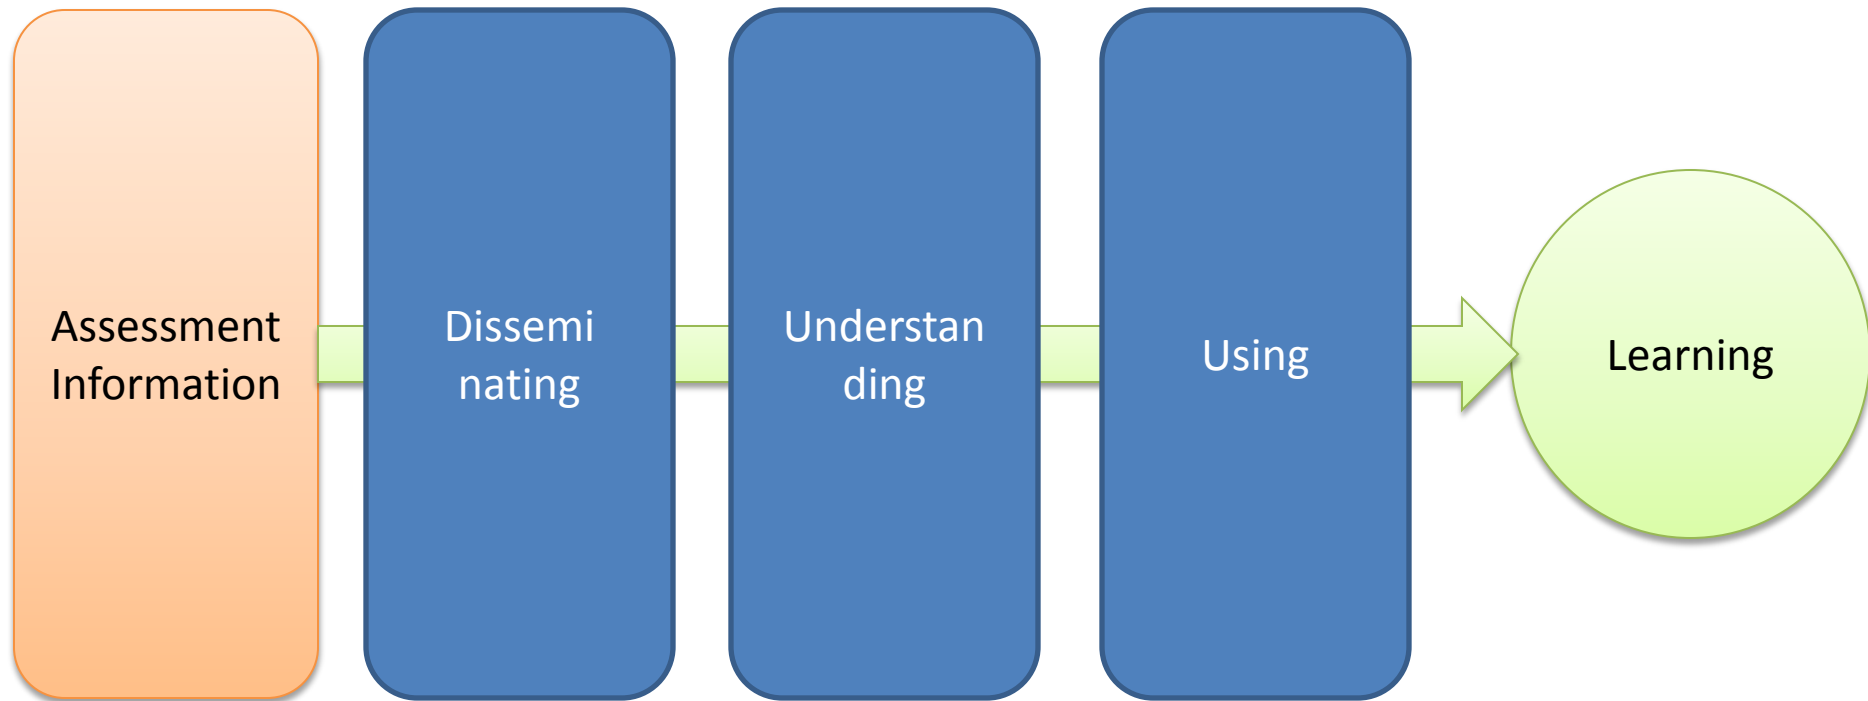 Assessment
Information
Dissemi
nating
Understan
ding
Using
Learning